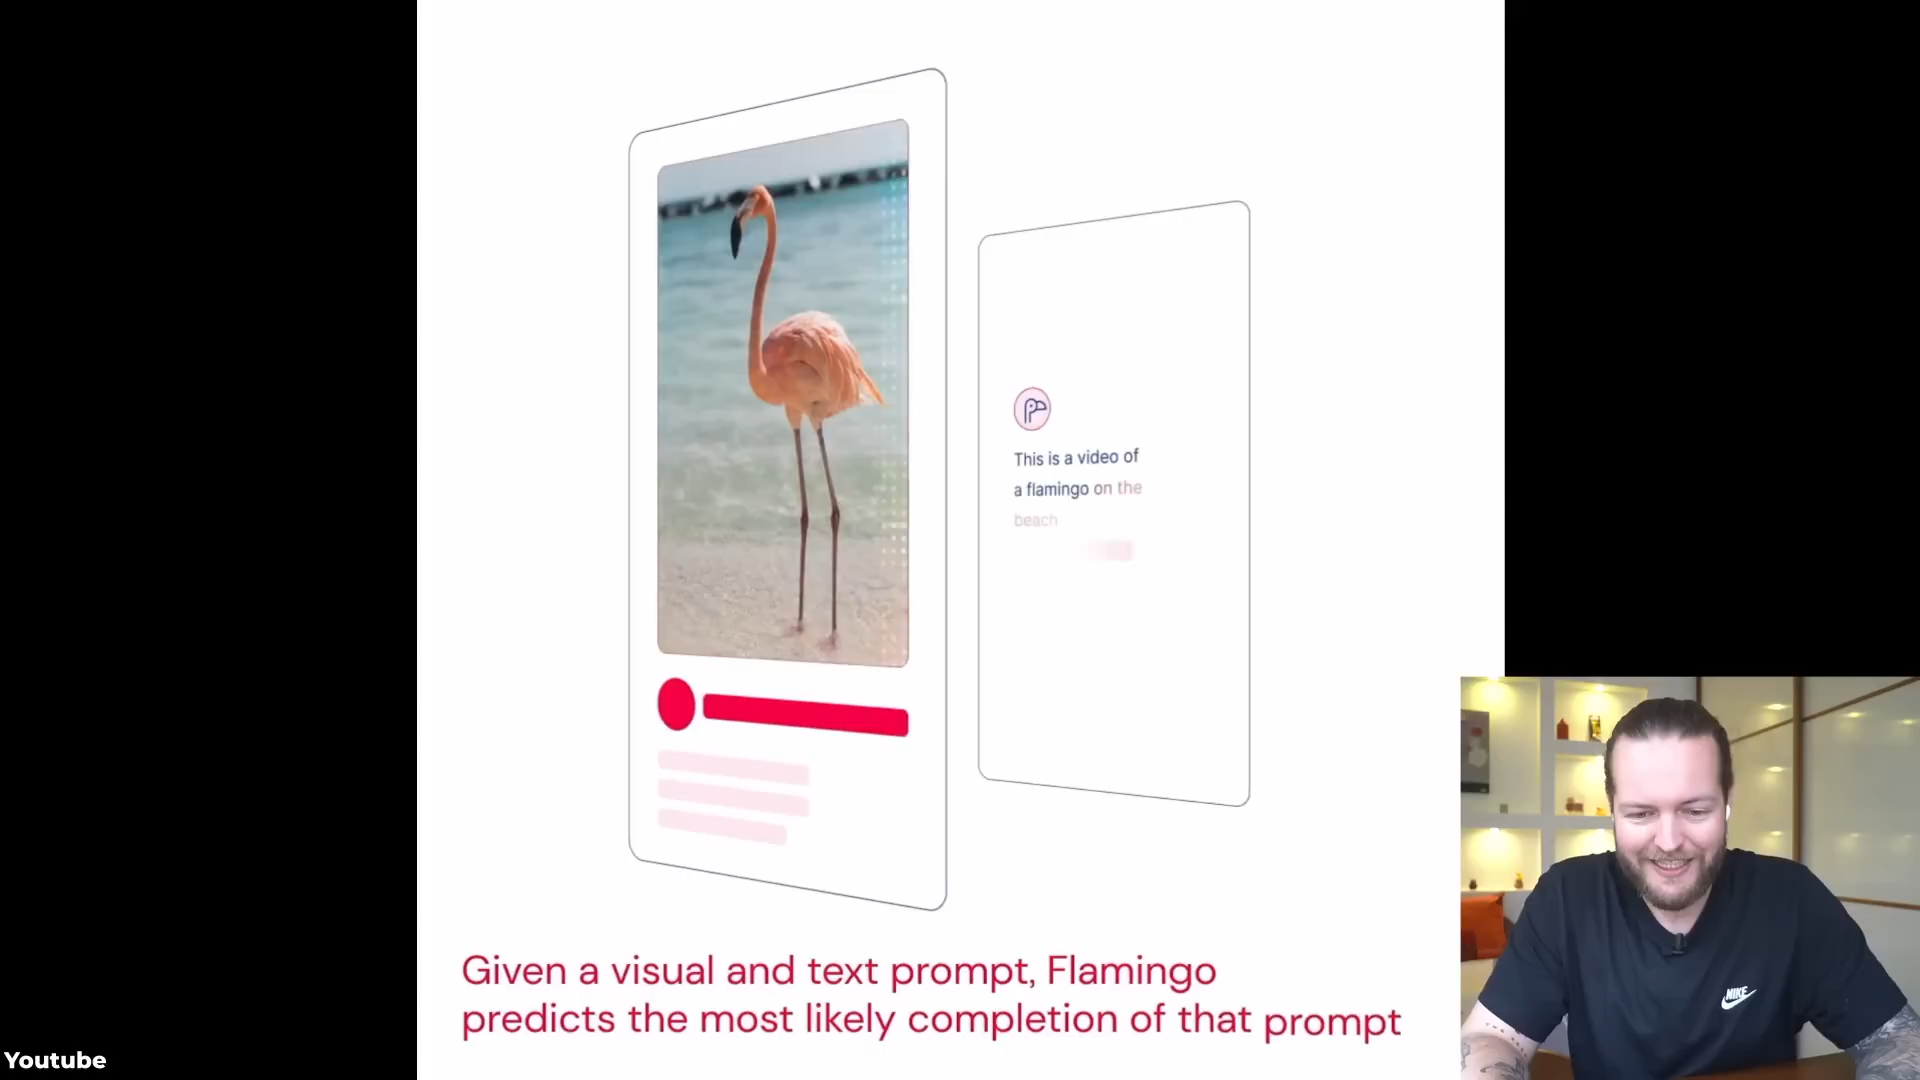 This is a video of
a flamingo on the
beach
Given a visual and text prompt, Flamingo
predicts the most likely completion of that prompt
NIKE
Youtube